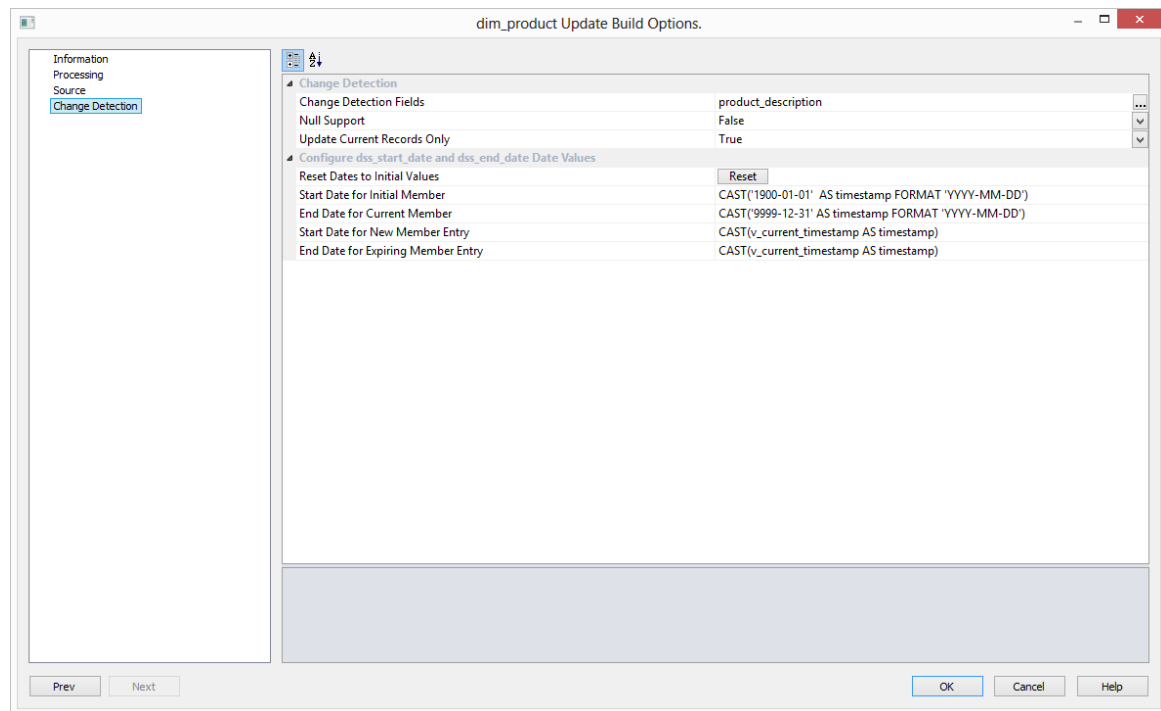 dim_product Update Build Options.
Information
Processing
Source
Change Detection
Change Detection
Change Detection Fields product_description ...
Null Support False
Update Current Records Only True
Configure dss_start_date and dss_end_date Date Values
Reset Dates to Initial Values Reset
Start Date for Initial Member CAST('1900-01-01'  AS timestamp FORMAT 'YYYY-MM-DD')
End Date for Current Member CAST('9999-12-31' AS timestamp FORMAT 'YYYY-MM-DD')
Start Date for New Member Entry CAST(v_current_timestamp AS timestamp)
End Date for Expiring Member Entry CAST(v_current_timestamp AS timestamp)
Prev Next OK Cancel Help